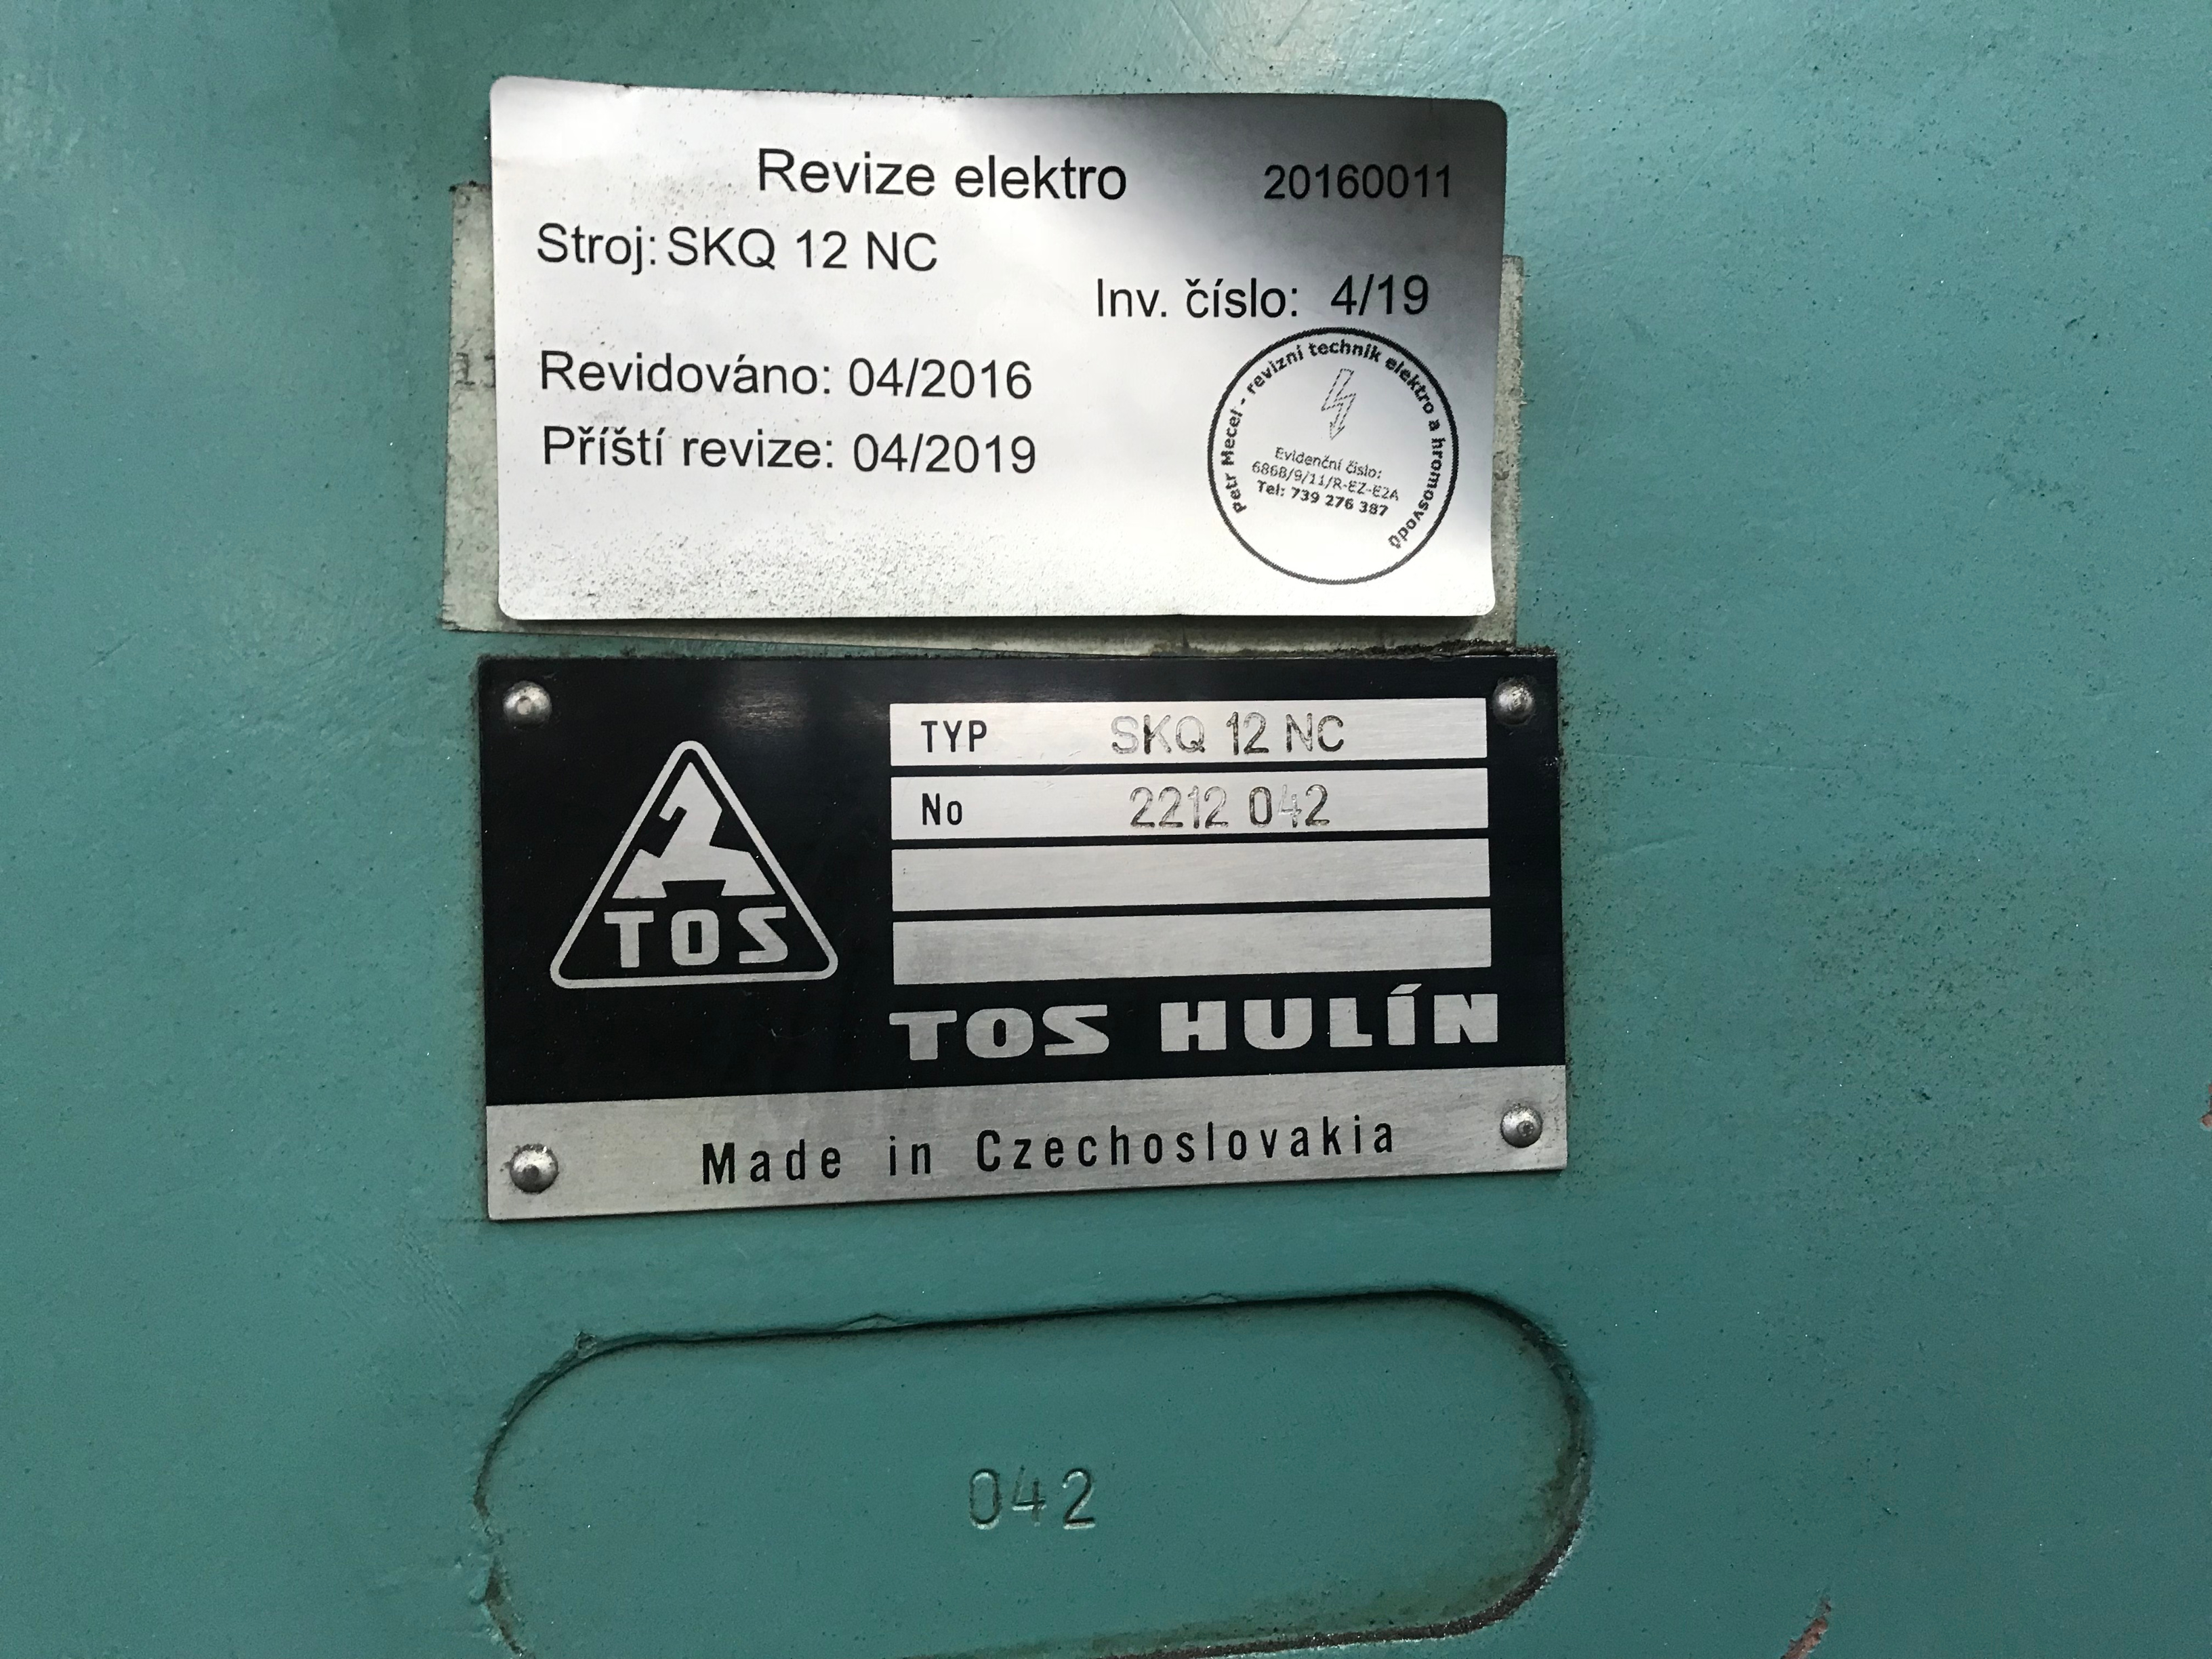 Revize elektro 20160011
Stroj: SKQ 12 NC
Inv. číslo: 4/19
Revidováno: 04/2016
Příští revize: 04/2019
Petr Mecel - revizní technik elektro a hromosvodů
Evidenční číslo:
6868/9/11/R-EZ-E2A
Tel: 739 276 387
TOS
TYP SKQ 12 NC
No 2212 042
TOS HULÍN
Made in Czechoslovakia
042